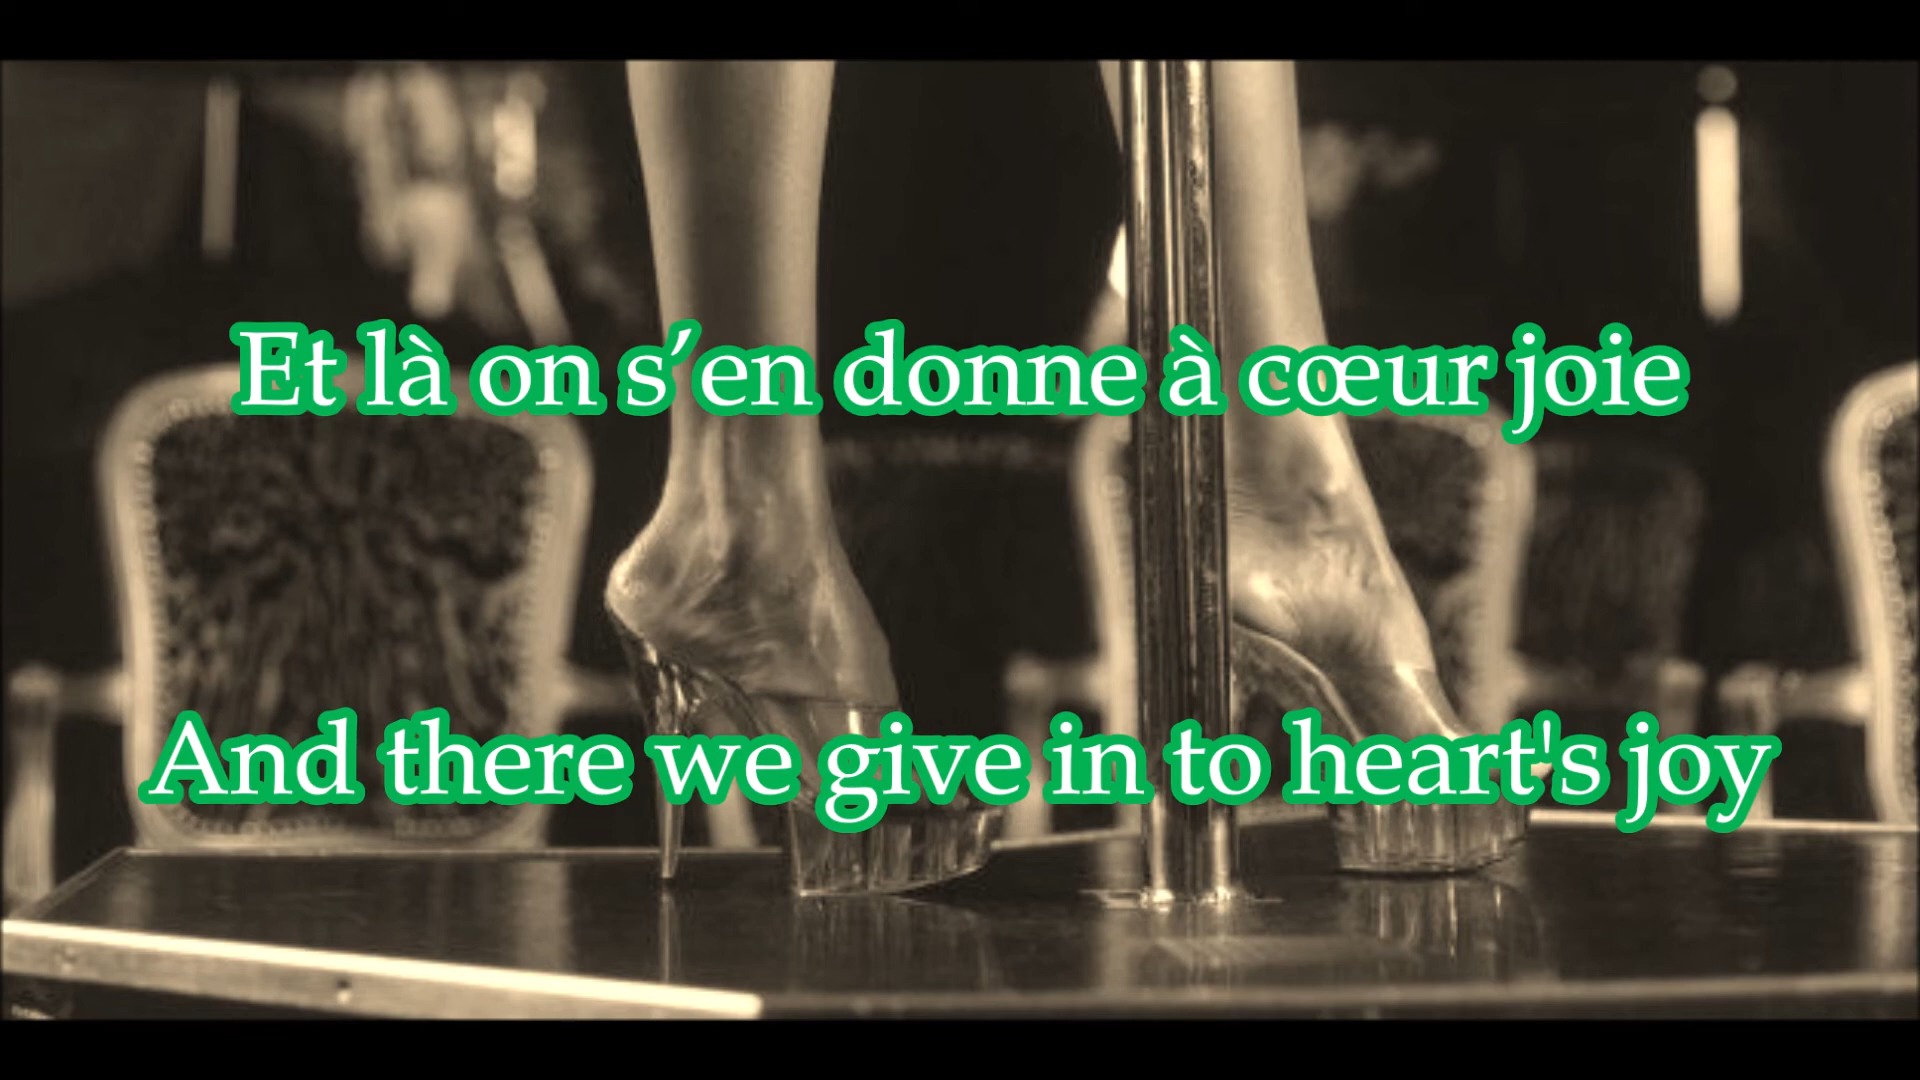 Et là on s’en donne à cœur joie
And there we give in to heart's joy